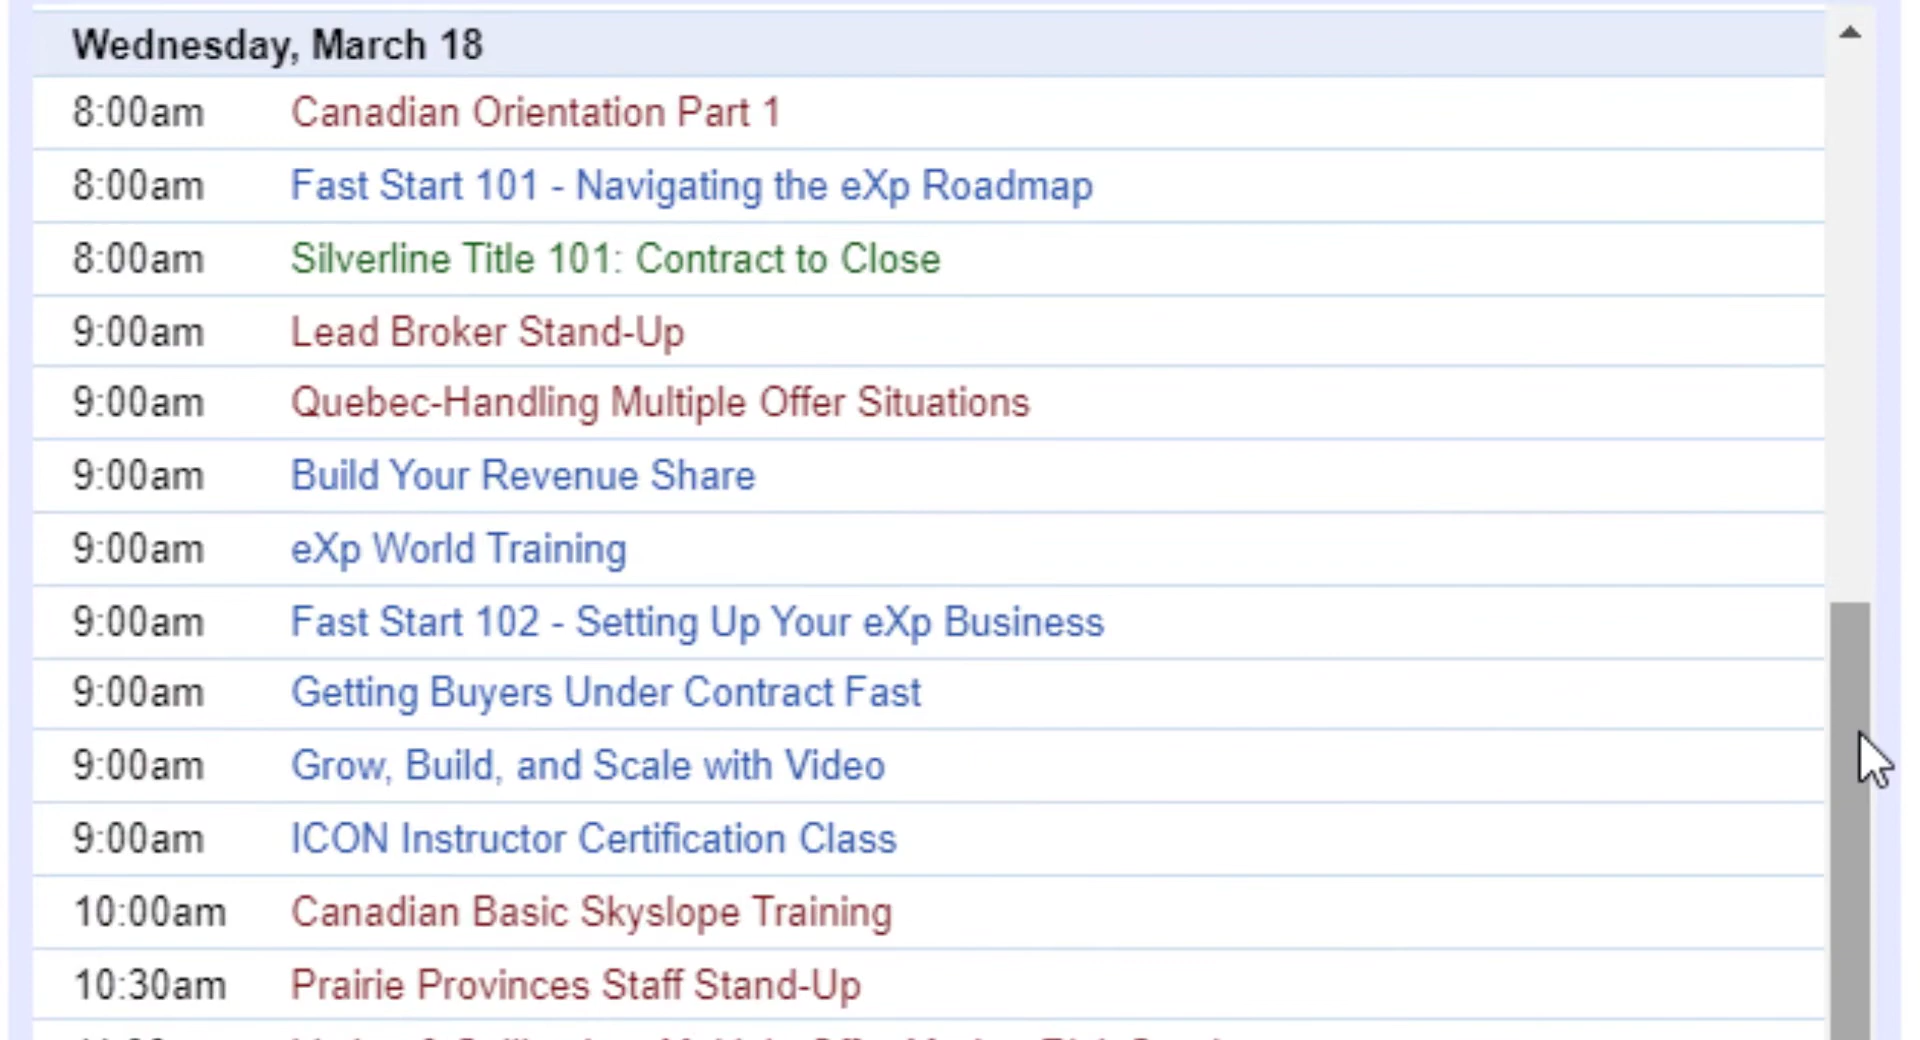 Wednesday, March 18
8:00am Canadian Orientation Part 1
8:00am Fast Start 101 - Navigating the eXp Roadmap
8:00am Silverline Title 101: Contract to Close
9:00am Lead Broker Stand-Up
9:00am Quebec-Handling Multiple Offer Situations
9:00am Build Your Revenue Share
9:00am eXp World Training
9:00am Fast Start 102 - Setting Up Your eXp Business
9:00am Getting Buyers Under Contract Fast
9:00am Grow, Build, and Scale with Video
9:00am ICON Instructor Certification Class
10:00am Canadian Basic Skyslope Training
10:30am Prairie Provinces Staff Stand-Up